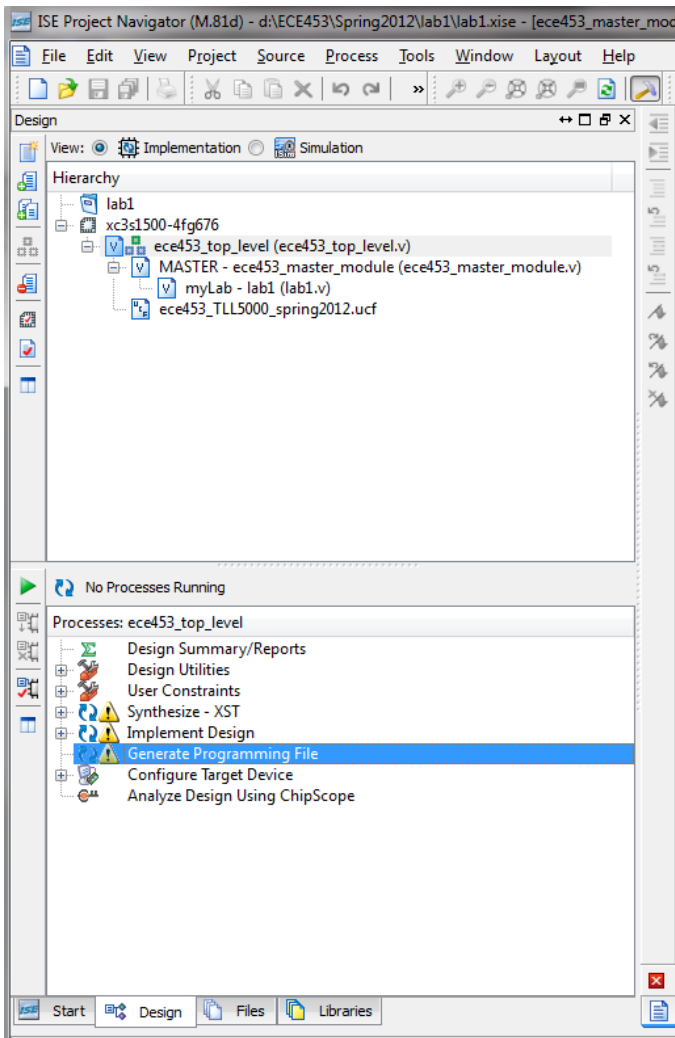 ISE Project Navigator (M.81d) - d:\ECE453\Spring2012\lab1\lab1.xise - [ece453_master_mod
File Edit View Project Source Process Tools Window Layout Help
»
Design
View: Implementation Simulation
Hierarchy
lab1
xc3s1500-4fg676
ece453_top_level (ece453_top_level.v)
MASTER - ece453_master_module (ece453_master_module.v)
myLab - lab1 (lab1.v)
ece453_TLL5000_spring2012.ucf
No Processes Running
Processes: ece453_top_level
Design Summary/Reports
Design Utilities
User Constraints
Synthesize - XST
Implement Design
Generate Programming File
Configure Target Device
Analyze Design Using ChipScope
Start Design Files Libraries